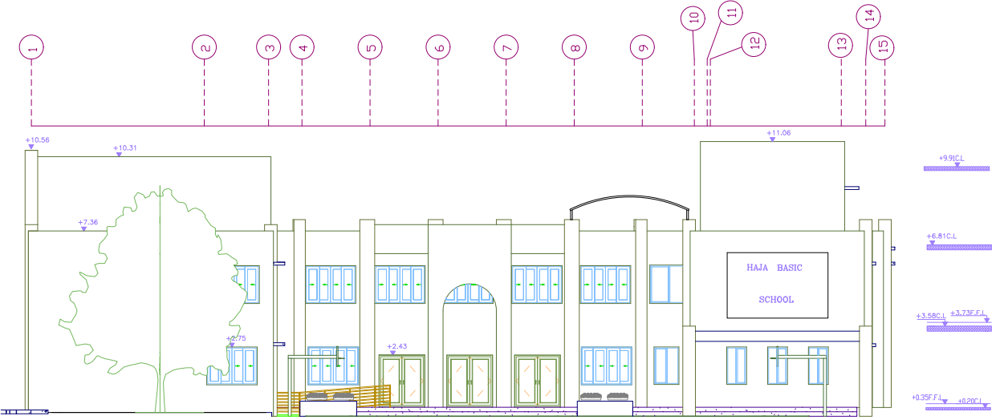 1 2 3 4 5 6 7 8 9 10 11 12 13 14 15
+10.56
+10.31
+11.06
+9.91C.L
+7.36
+6.81C.L
HAJA BASIC
SCHOOL
+3.58C.L
+3.73F.F.L
+2.75
+2.43
+0.35F.F.L
+0.20C.L